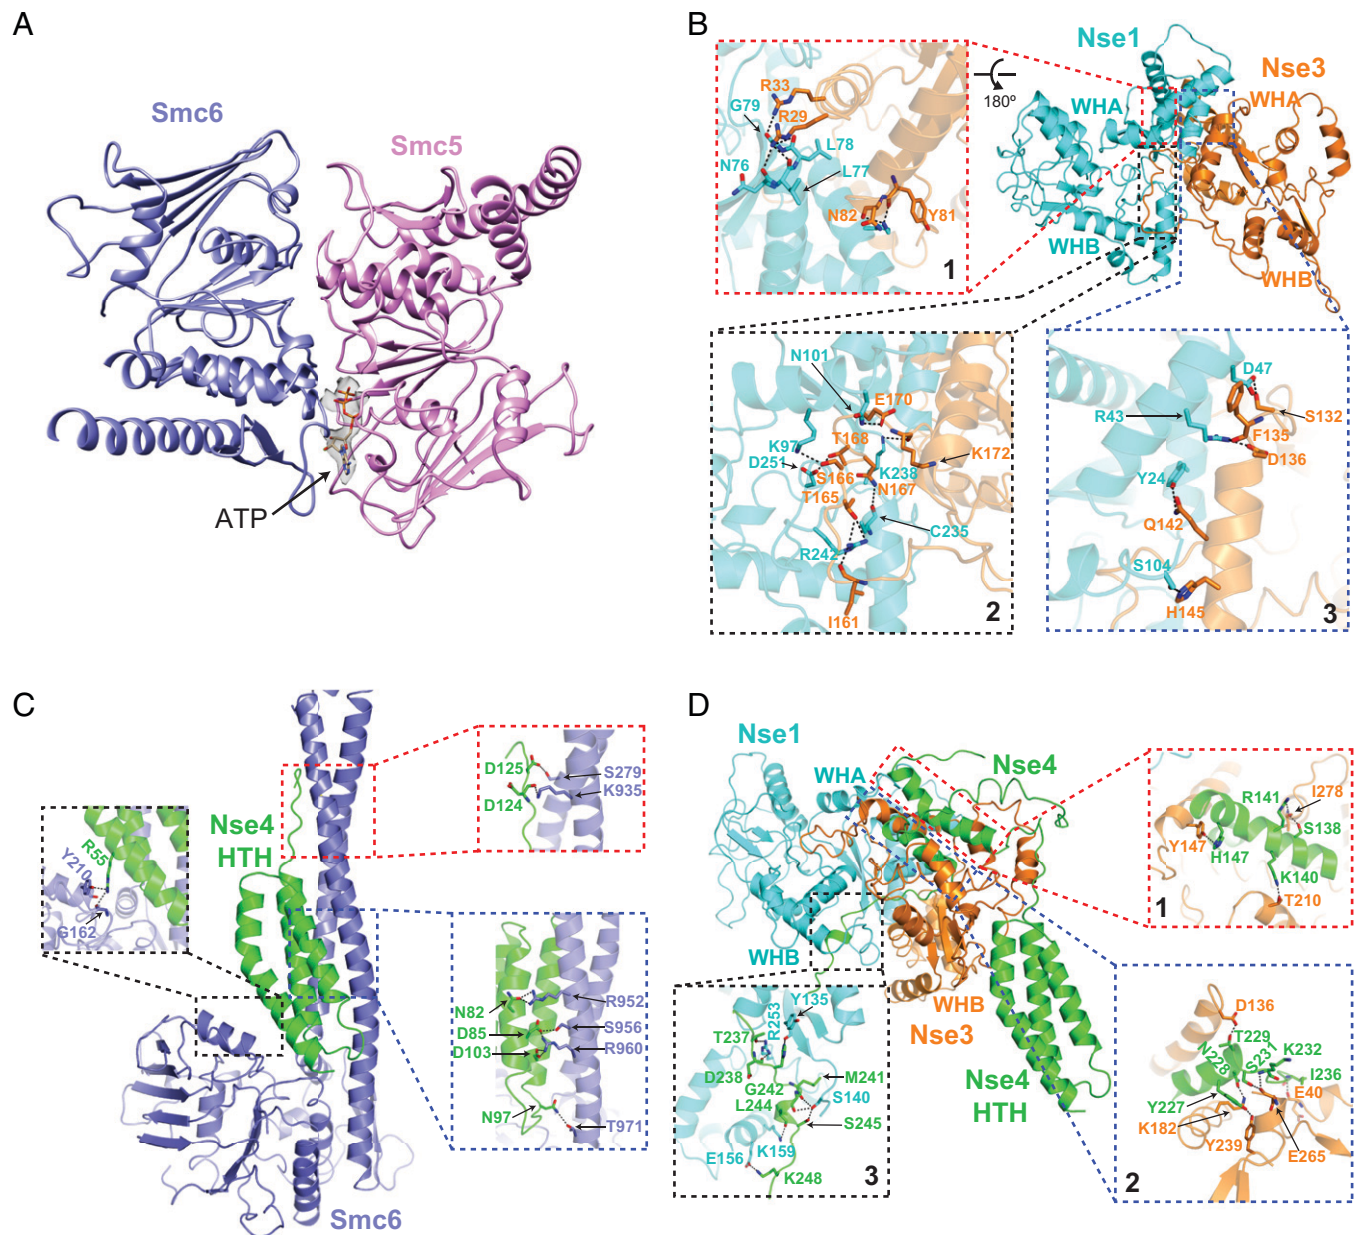 A
Smc6
Smc5
ATP
B
Nse1
Nse3
WHA
WHA
WHB
WHB
180º
R33
G79
R29
L78
N76
L77
N82
Y81
1
N101
E170
K97
T168
K172
D251
K238
S166
N167
T165
C235
R242
I161
2
D47
R43
S132
F135
D136
Y24
Q142
S104
H145
3
C
Nse4
HTH
Smc6
R55
Y210
G162
D125
S279
K935
D124
N82
R952
D85
S956
D103
R960
N97
T971
D
Nse1
WHA
Nse4
WHB
WHB
Nse3
Nse4
HTH
R141
I278
S138
Y147
H147
K140
T210
1
D136
T229
S231
K232
N228
I236
E40
Y227
K182
Y239
E265
2
Y135
R253
T237
D238
M241
G242
S140
L244
S245
K159
E156
K248
3